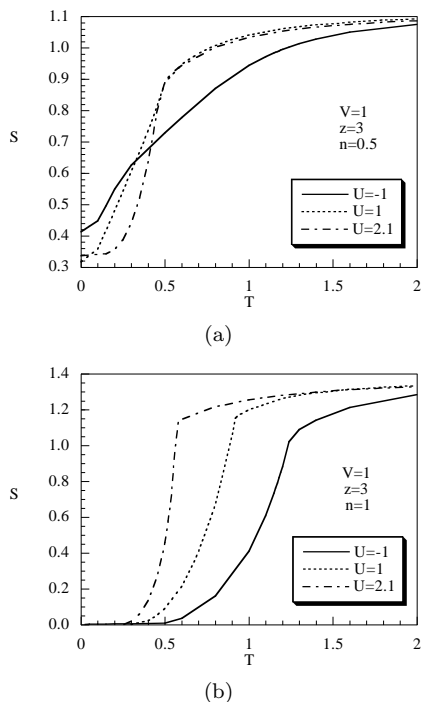 1.1
1.0
0.9
0.8
0.7
0.6
0.5
0.4
0.3
S
V=1
z=3
n=0.5
U=-1
U=1
U=2.1
0 0.5 1 1.5 2
T
(a)
1.4
1.2
1.0
0.8
0.6
0.4
0.2
0.0
S
V=1
z=3
n=1
U=-1
U=1
U=2.1
0 0.5 1 1.5 2
T
(b)